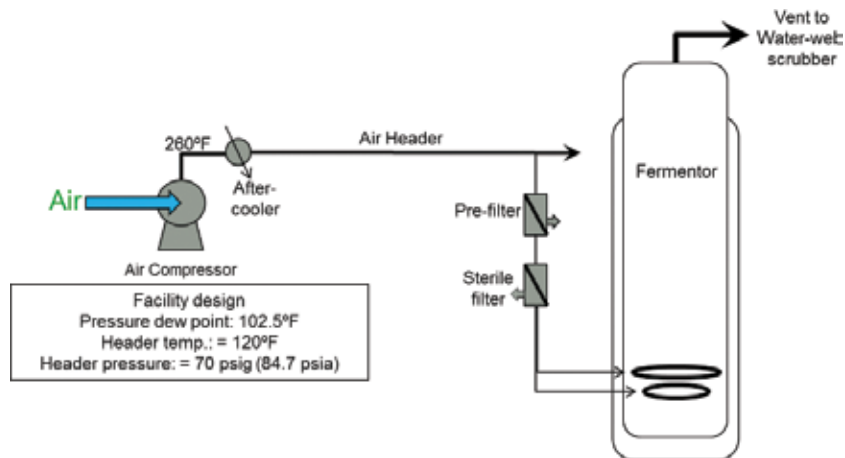 Vent to
Water-web
scrubber
260ºF
Air Header
After-
cooler
Air
Fermentor
Pre-filter
Sterile
filter
Air Compressor
Facility design
Pressure dew point: 102.5ºF
Header temp.: = 120ºF
Header pressure: = 70 psig (84.7 psia)